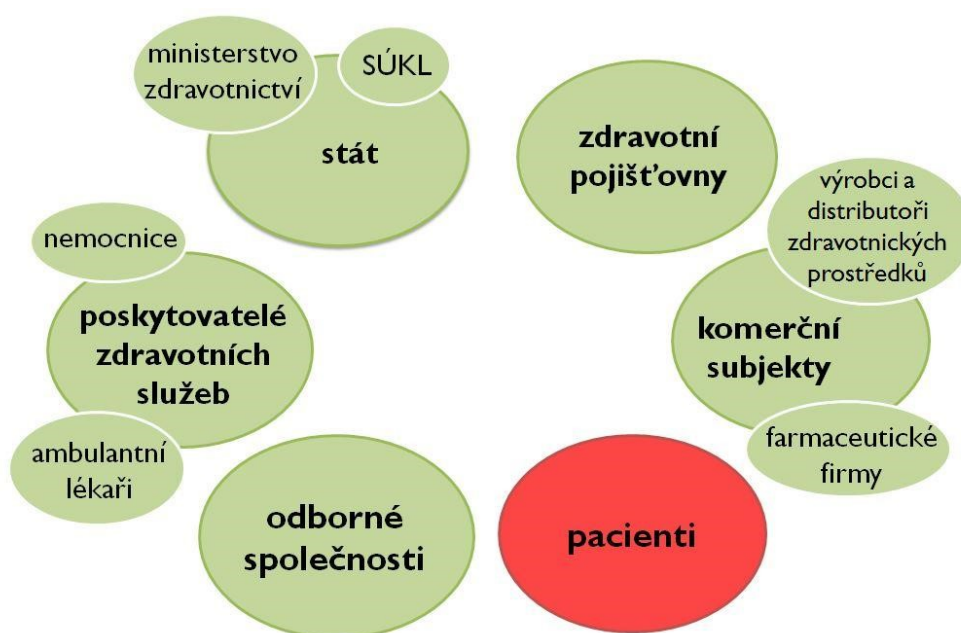 ministerstvo
zdravotnictví
SÚKL
stát
zdravotní
pojišťovny
výrobci a
distributoři
zdravotnických
prostředků
nemocnice
poskytovatelé
zdravotních
služeb
komerční
subjekty
ambulantní
lékaři
farmaceutické
firmy
odborné
společnosti
pacienti